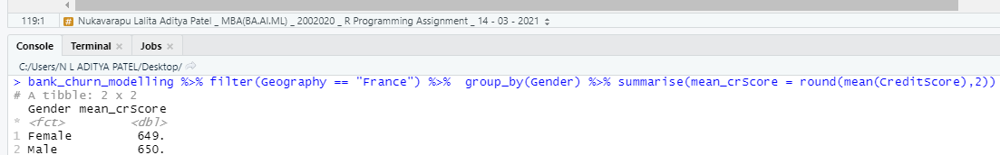 119:1 # Nukavarapu Lalita Aditya Patel _ MBA(BA.AI.ML) _ 2002020 _ R Programming Assignment _ 14 - 03 - 2021
Console Terminal Jobs
C:/Users/N L ADITYA PATEL/Desktop/
> bank_churn_modelling %>% filter(Geography == "France") %>%  group_by(Gender) %>% summarise(mean_crScore = round(mean(CreditScore),2))
# A tibble: 2 x 2
  Gender mean_crScore
* <fct>         <dbl>
1 Female         649.
2 Male           650.